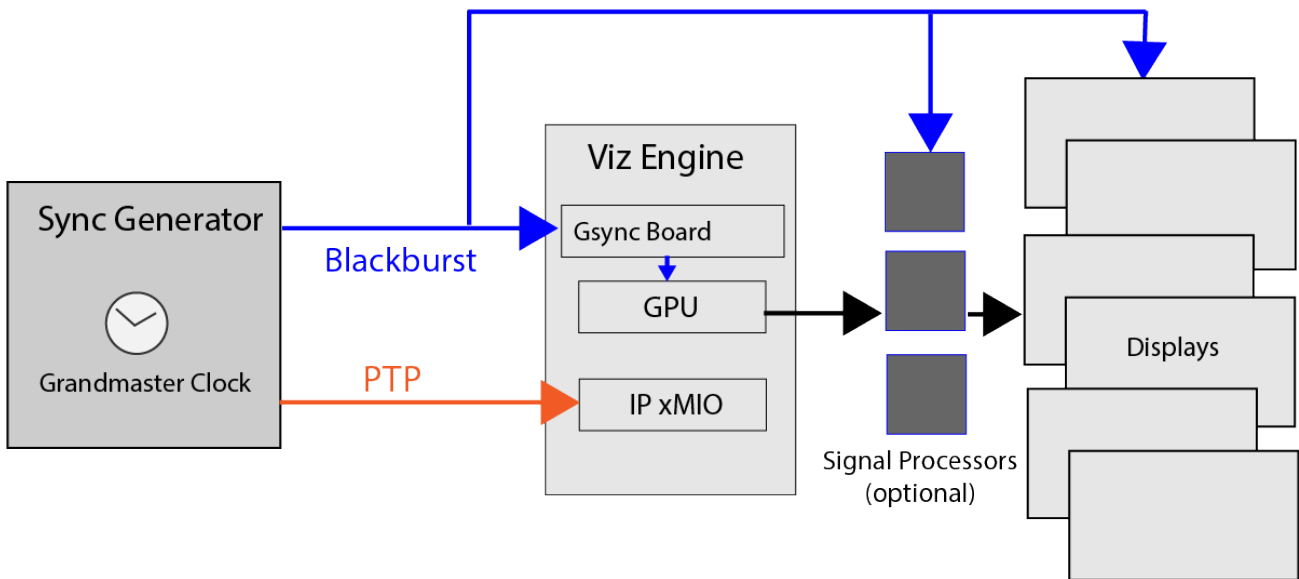 Sync Generator
Grandmaster Clock
Blackburst
PTP
Viz Engine
Gsync Board
GPU
IP xMIO
Signal Processors
(optional)
Displays